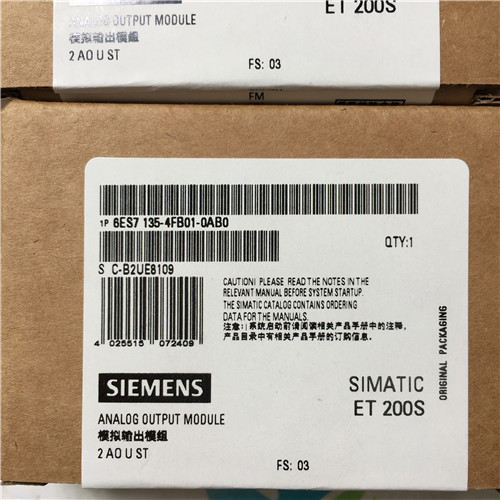 ANALOG OUTPUT MODULE
模拟输出模组
2 AO U ST
ET 200S
FS: 03
FM
1P 6ES7 135-4FB01-0AB0
QTY:1
S C-B2UE8109
CAUTION! PLEASE READ THE NOTES IN THE
RELEVANT MANUAL BEFORE SYSTEM STARTUP.
THE SIMATIC CATALOG CONTAINS ORDERING
DATA FOR THE MANUALS.
注意:系统启动前请阅读相关产品手册中的注释,
产品目录中有相关产品手册的订购信息。
4 025515 072409
ORIGINAL PACKAGING
SIEMENS
SIMATIC
ET 200S
ANALOG OUTPUT MODULE
模拟输出模组
2 AO U ST
FS: 03